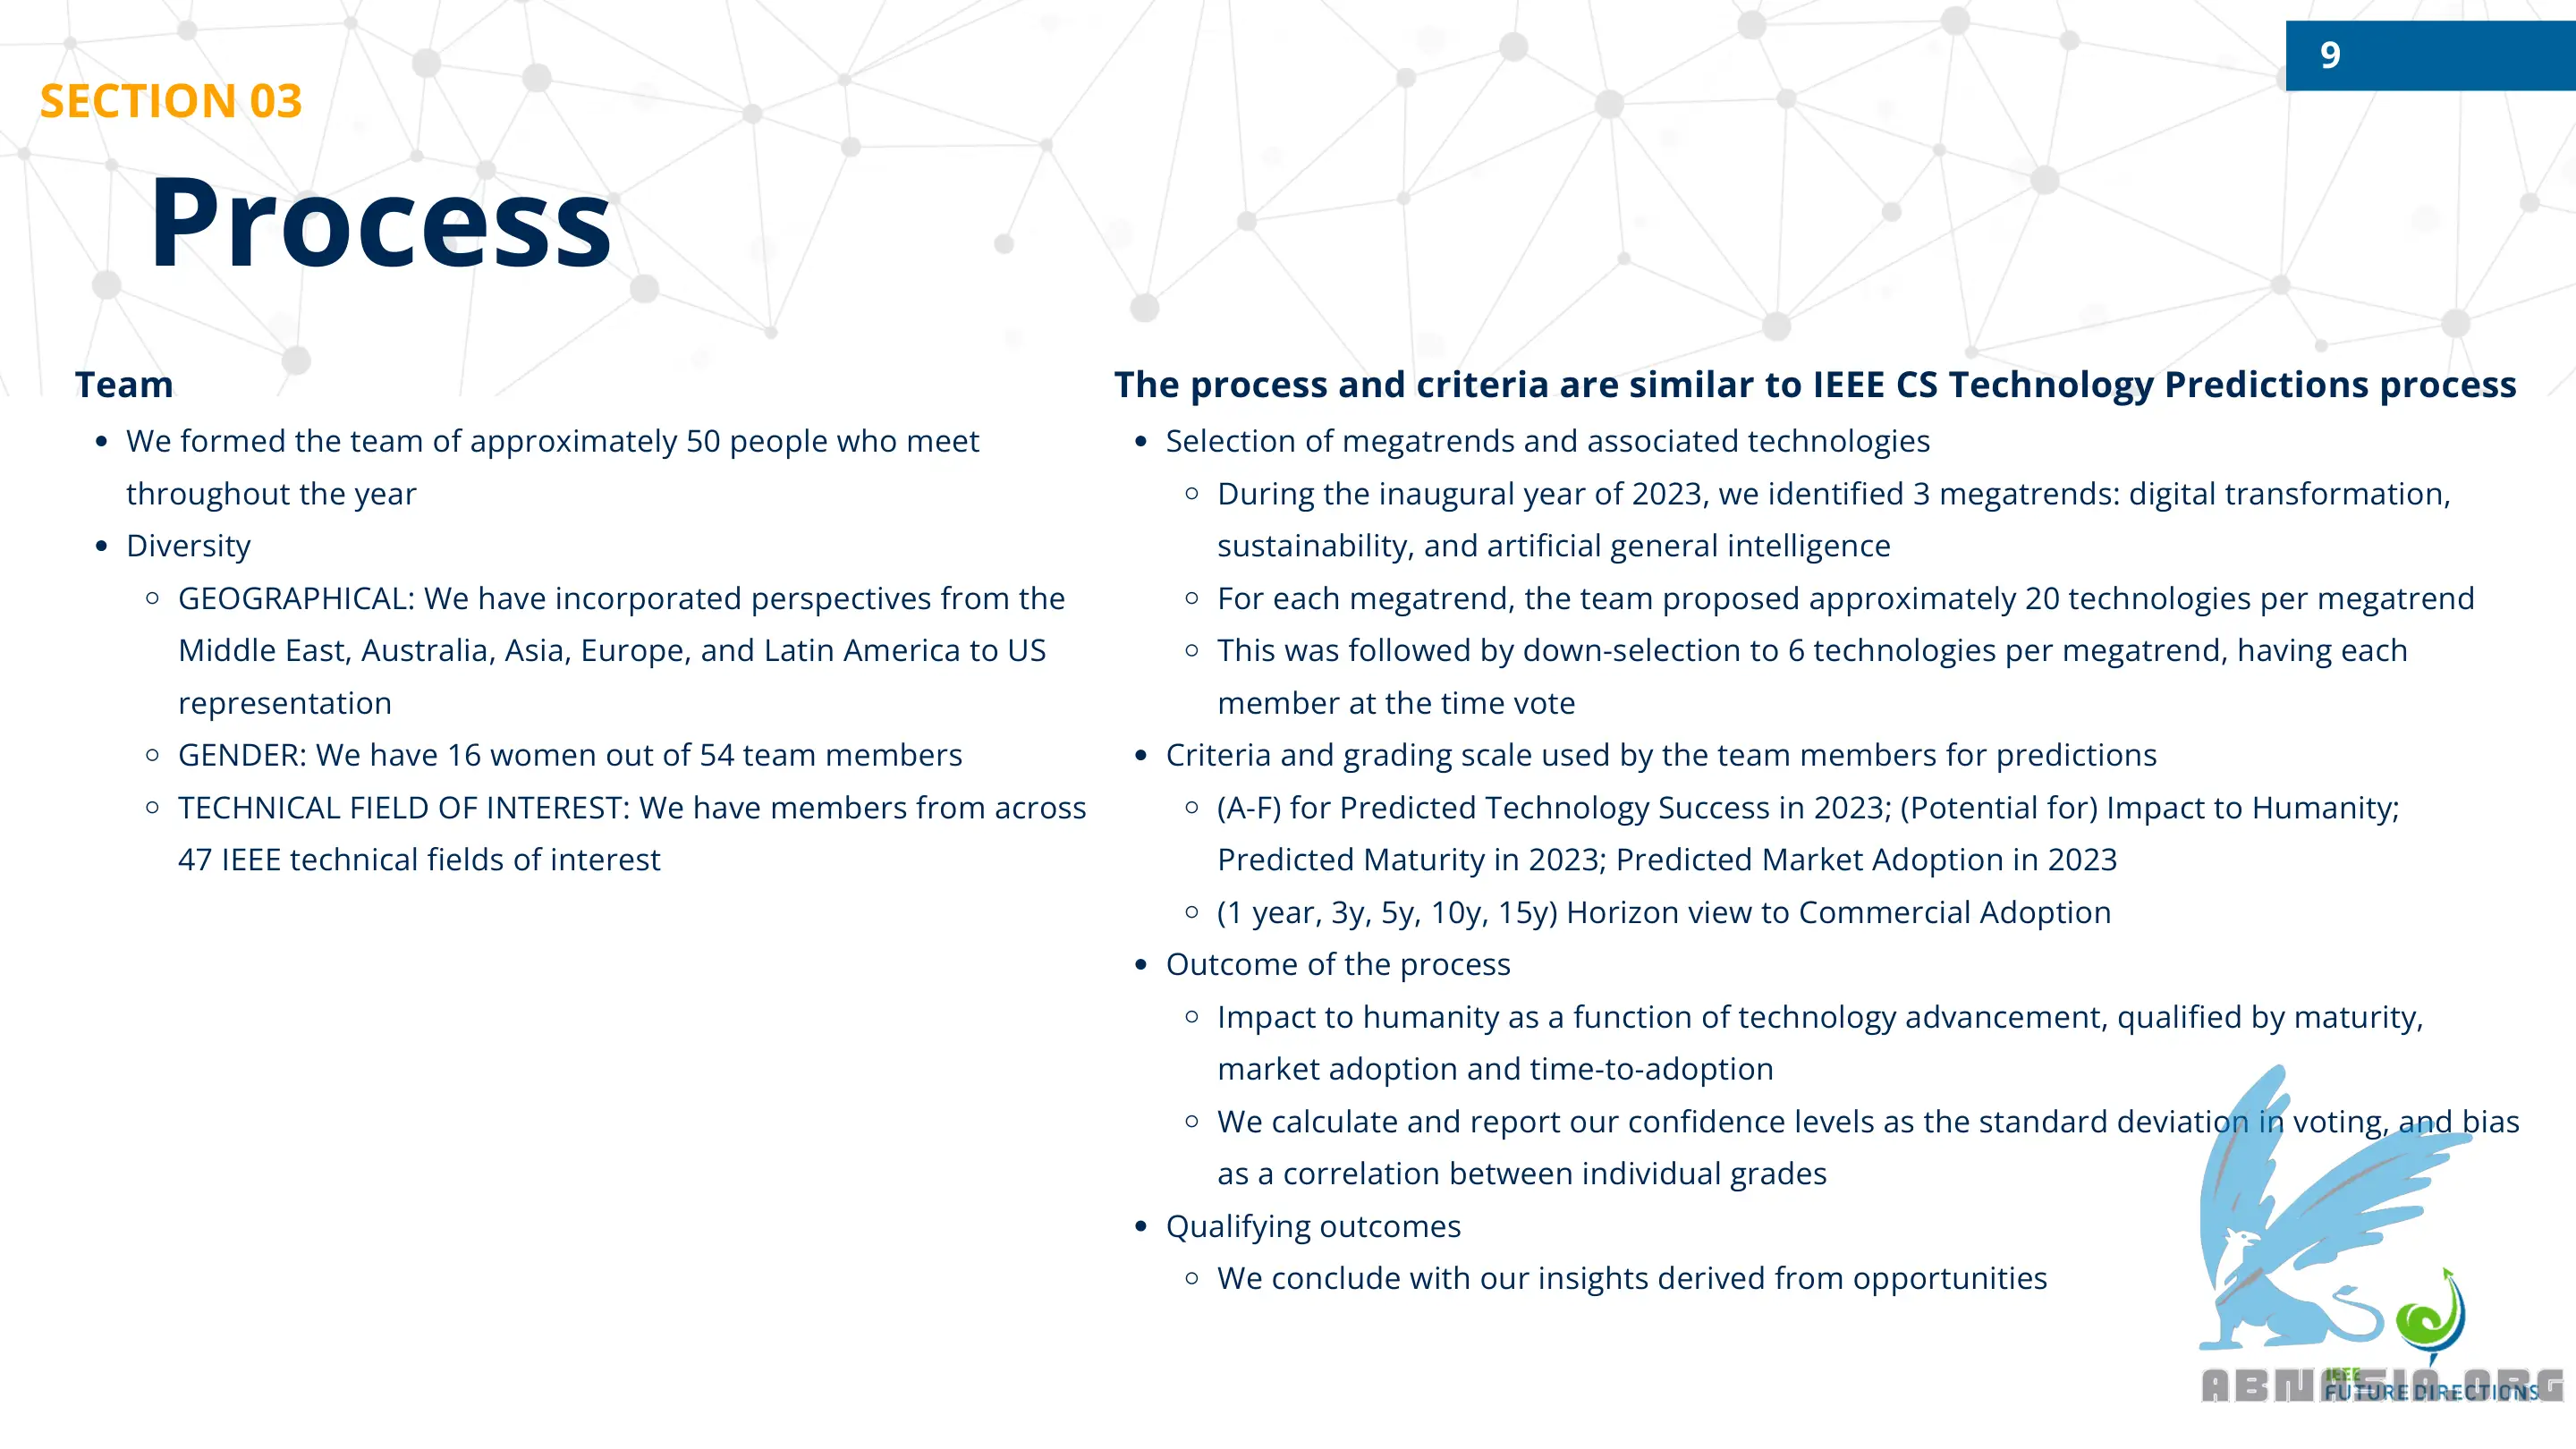 9
SECTION 03
Process
Team
• We formed the team of approximately 50 people who meet
throughout the year
• Diversity
◦ GEOGRAPHICAL: We have incorporated perspectives from the
Middle East, Australia, Asia, Europe, and Latin America to US
representation
◦ GENDER: We have 16 women out of 54 team members
◦ TECHNICAL FIELD OF INTEREST: We have members from across
47 IEEE technical fields of interest
The process and criteria are similar to IEEE CS Technology Predictions process
• Selection of megatrends and associated technologies
◦ During the inaugural year of 2023, we identified 3 megatrends: digital transformation,
sustainability, and artificial general intelligence
◦ For each megatrend, the team proposed approximately 20 technologies per megatrend
◦ This was followed by down-selection to 6 technologies per megatrend, having each
member at the time vote
• Criteria and grading scale used by the team members for predictions
◦ (A-F) for Predicted Technology Success in 2023; (Potential for) Impact to Humanity;
Predicted Maturity in 2023; Predicted Market Adoption in 2023
◦ (1 year, 3y, 5y, 10y, 15y) Horizon view to Commercial Adoption
• Outcome of the process
◦ Impact to humanity as a function of technology advancement, qualified by maturity,
market adoption and time-to-adoption
◦ We calculate and report our confidence levels as the standard deviation in voting, and bias
as a correlation between individual grades
• Qualifying outcomes
◦ We conclude with our insights derived from opportunities
IEEE
FUTURE DIRECTIONS
ABNASIA.ORG